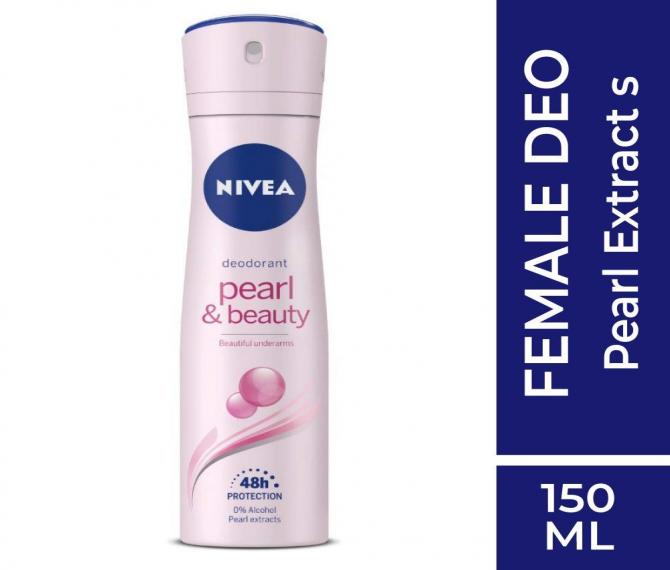 NIVEA
deodorant
pearl
& beauty
Beautiful underarms
48h
PROTECTION
0% Alcohol
Pearl extracts
FEMALE DEO
Pearl Extract s
150
ML